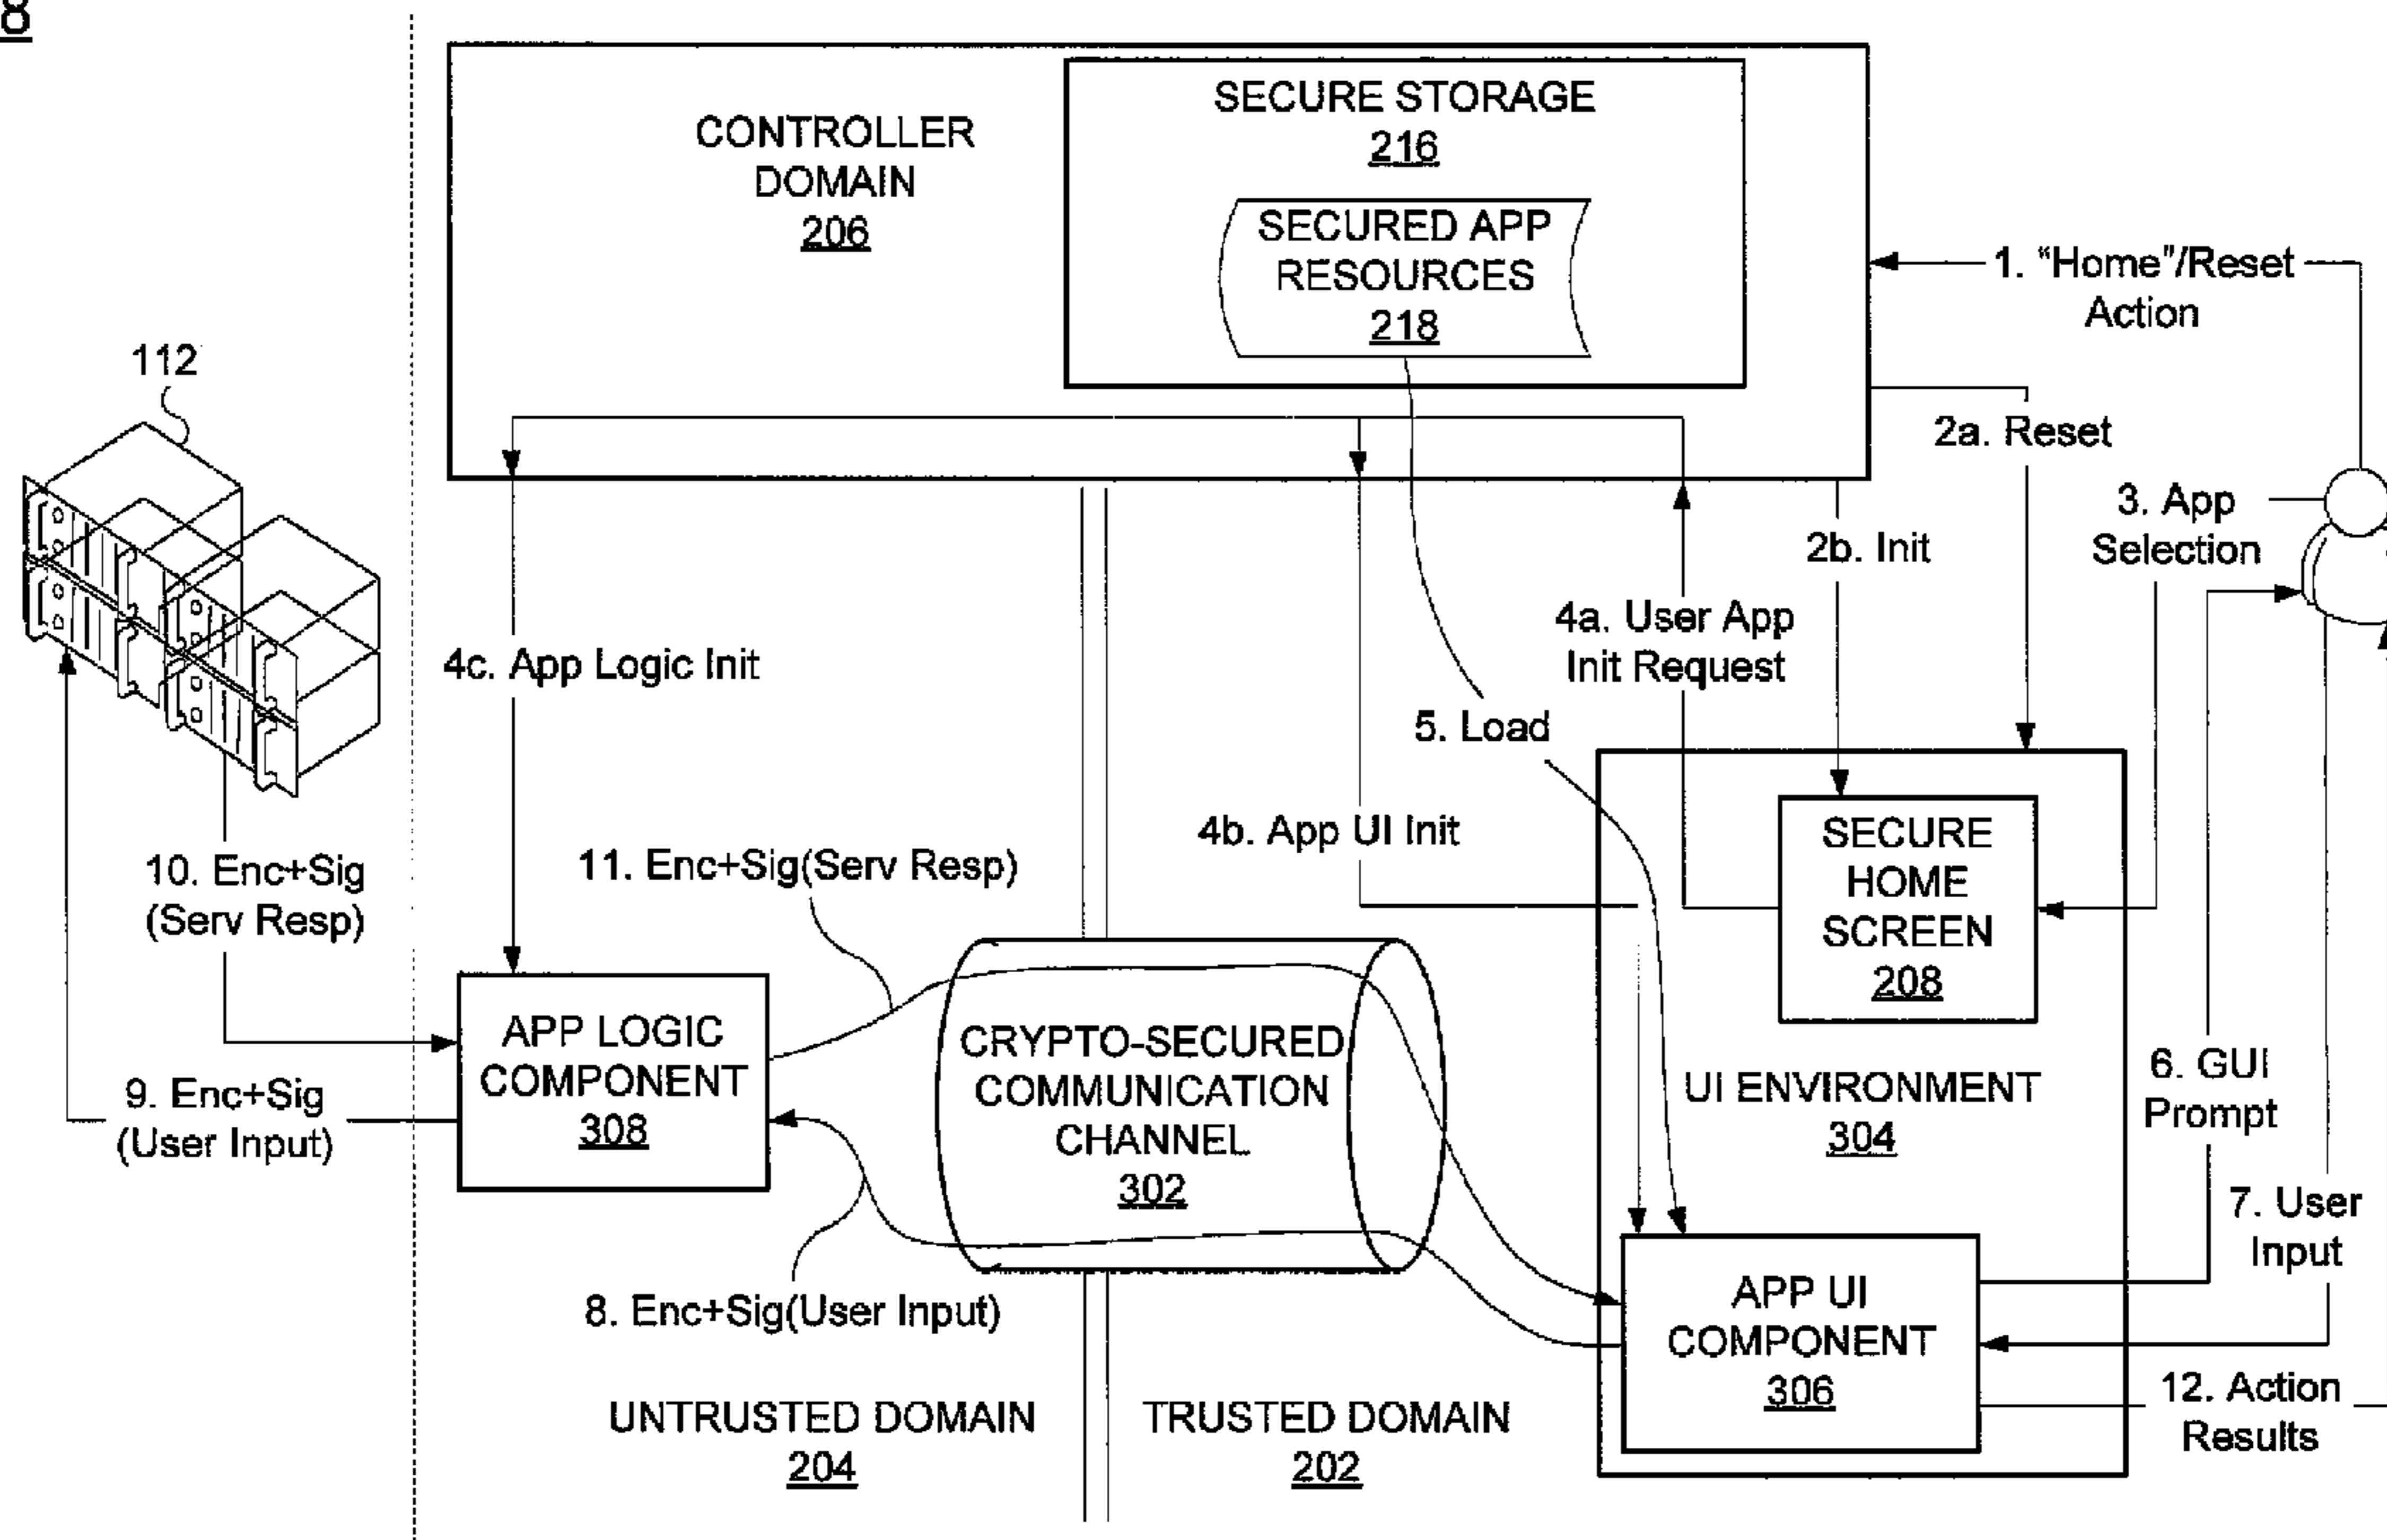 8
CONTROLLER
DOMAIN
206
SECURE STORAGE
216
SECURED APP
RESOURCES
218
1. “Home”/Reset
Action
112
2a. Reset
3. App
Selection
2b. Init
4a. User App
Init Request
4c. App Logic Init
5. Load
4b. App UI Init
SECURE
HOME
SCREEN
208
10. Enc+Sig
(Serv Resp)
11. Enc+Sig(Serv Resp)
APP LOGIC
COMPONENT
308
CRYPTO-SECURED
COMMUNICATION
CHANNEL
302
UI ENVIRONMENT
304
6. GUI
Prompt
9. Enc+Sig
(User Input)
7. User
Input
8. Enc+Sig(User Input)
APP UI
COMPONENT
306
12. Action
Results
UNTRUSTED DOMAIN
204
TRUSTED DOMAIN
202